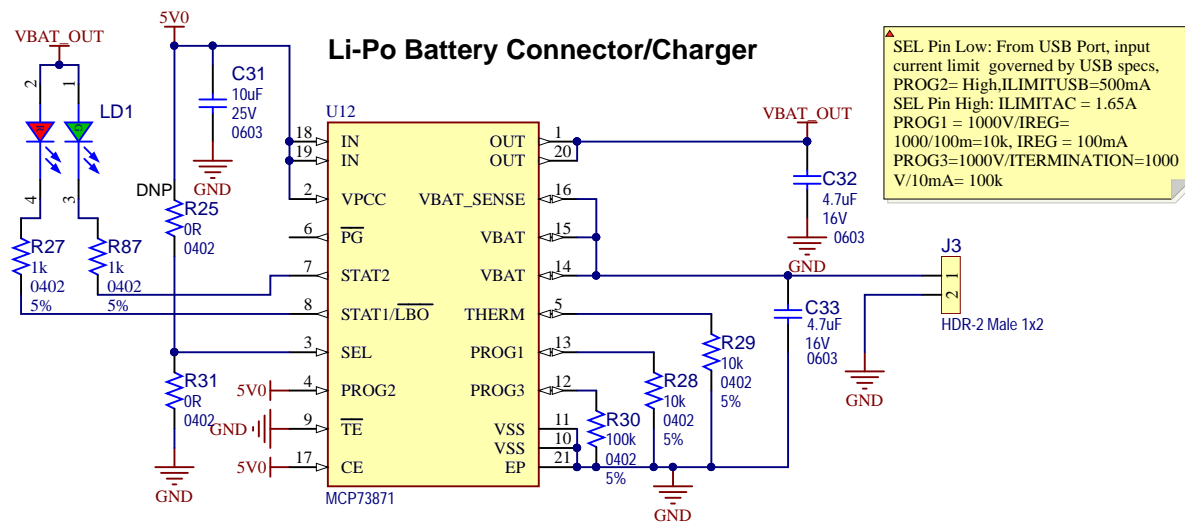 Li-Po Battery Connector/Charger
VBAT_OUT
2
1
LD1
R
G
4
3
R27
1k
0402
5%
R87
1k
0402
5%
5V0
C31
10uF
25V
0603
GND
DNP
R25
0R
0402
R31
0R
0402
GND
5V0
GND
5V0
U12
18 IN
19 IN
2 VPCC
6 PG
7 STAT2
8 STAT1/LBO
3 SEL
4 PROG2
9 TE
17 CE
OUT 1
OUT 20
VBAT_SENSE 16
VBAT 15
VBAT 14
THERM 5
PROG1 13
PROG3 12
VSS 11
VSS 10
EP 21
MCP73871
VBAT_OUT
C32
4.7uF
16V
0603
GND
R29
10k
0402
5%
R28
10k
0402
5%
R30
100k
0402
5%
GND
C33
4.7uF
16V
0603
J3
1
2
HDR-2 Male 1x2
GND
SEL Pin Low: From USB Port, input
current limit governed by USB specs,
PROG2= High,ILIMITUSB=500mA
SEL Pin High: ILIMITAC = 1.65A
PROG1 = 1000V/IREG=
1000/100m=10k, IREG = 100mA
PROG3=1000V/ITERMINATION=1000
V/10mA= 100k